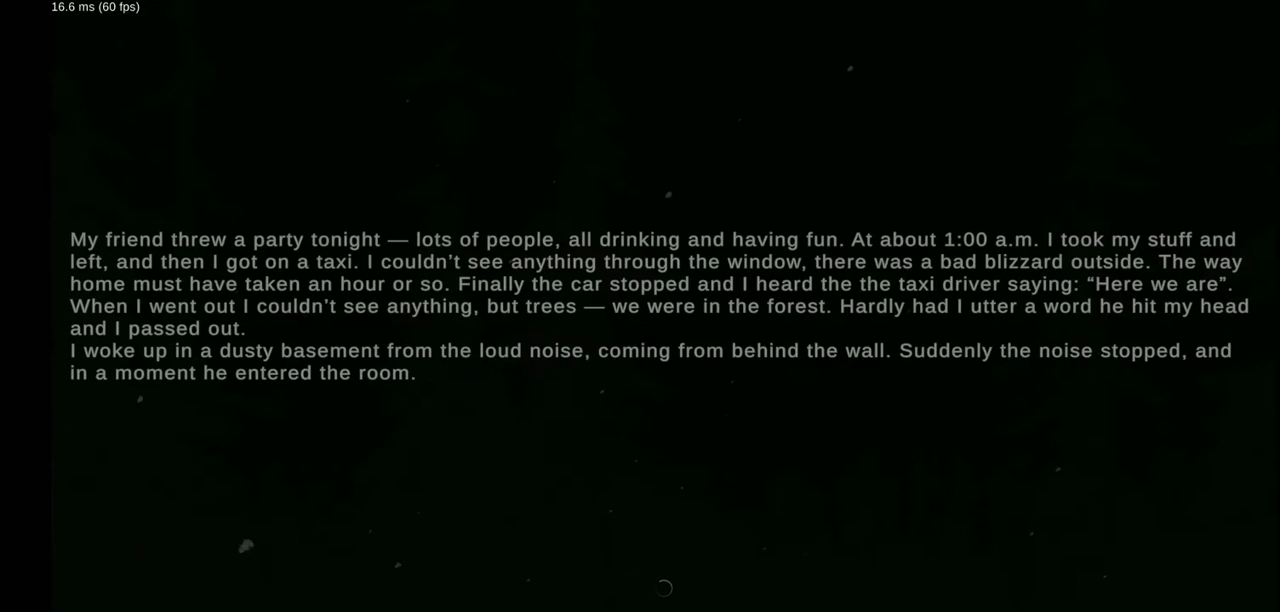 16.6 ms (60 fps)
My friend threw a party tonight — lots of people, all drinking and having fun. At about 1:00 a.m. I took my stuff and
left, and then I got on a taxi. I couldn’t see anything through the window, there was a bad blizzard outside. The way
home must have taken an hour or so. Finally the car stopped and I heard the the taxi driver saying: “Here we are”.
When I went out I couldn’t see anything, but trees — we were in the forest. Hardly had I utter a word he hit my head
and I passed out.
I woke up in a dusty basement from the loud noise, coming from behind the wall. Suddenly the noise stopped, and
in a moment he entered the room.